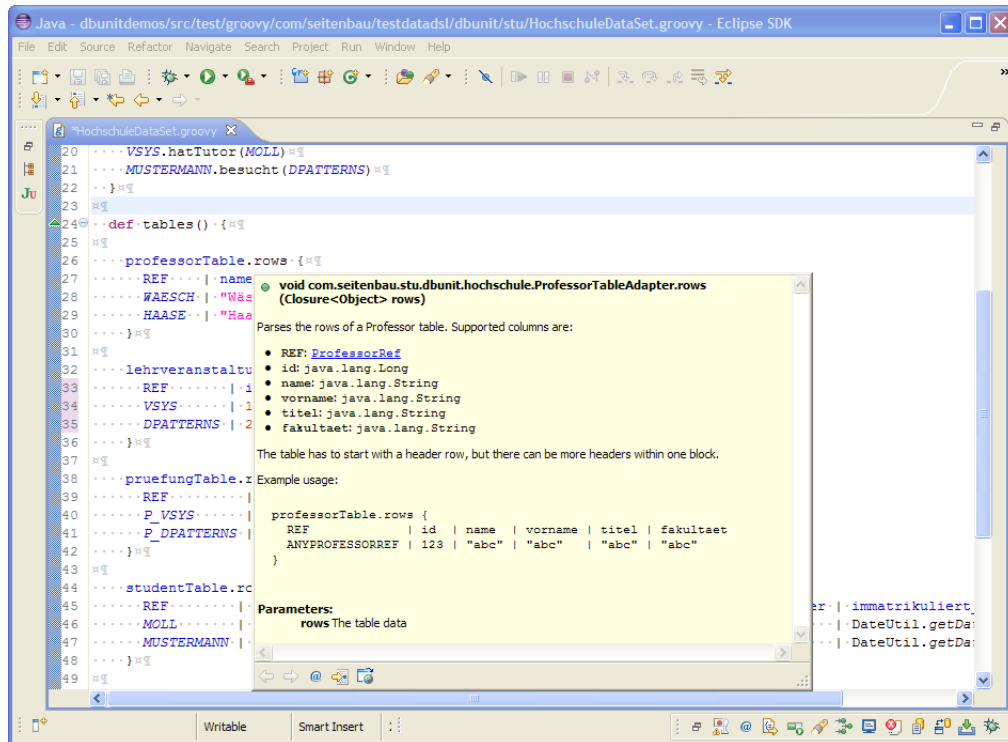 Java - dbunitdemos/src/test/groovy/com/seitenbau/testdatadsl/dbunit/stu/HochschuleDataSet.groovy - Eclipse SDK
File Edit Source Refactor Navigate Search Project Run Window Help
*HochschuleDataSet.groovy
20 ····VSYS.hatTutor(MOLL)¤¶
21 ····MUSTERMANN.besucht(DPATTERNS)¤¶
22 ··}¤¶
23 ¤¶
24 ··def·tables()·{¤¶
25 ¤¶
26 ····professorTable.rows·{¤¶
27 ······REF····|·name
28 ······WAESCH·|·"Wäs
29 ······HAASE··|·"Haa
30 ····}¤¶
31 ¤¶
32 ····lehrveranstaltu
33 ······REF·······|·i
34 ······VSYS······|·1
35 ······DPATTERNS·|·2
36 ····}¤¶
37 ¤¶
38 ····pruefungTable.r
39 ······REF·········|
40 ······P_VSYS······|
41 ······P_DPATTERNS·|
42 ····}¤¶
43 ¤¶
44 ····studentTable.ro
45 ······REF········|· er·|·immatrikuliert_
46 ······MOLL·······|· ··|·DateUtil.getDa
47 ······MUSTERMANN·|· ··|·DateUtil.getDa
48 ····}¤¶
49 ¤¶
void com.seitenbau.stu.dbunit.hochschule.ProfessorTableAdapter.rows
(Closure<Object> rows)
Parses the rows of a Professor table. Supported columns are:
• REF: ProfessorRef
• id: java.lang.Long
• name: java.lang.String
• vorname: java.lang.String
• titel: java.lang.String
• fakultaet: java.lang.String
The table has to start with a header row, but there can be more headers within one block.
Example usage:
professorTable.rows {
REF | id | name | vorname | titel | fakultaet
ANYPROFESSORREF | 123 | "abc" | "abc" | "abc" | "abc"
}
Parameters:
rows The table data
Writable Smart Insert :